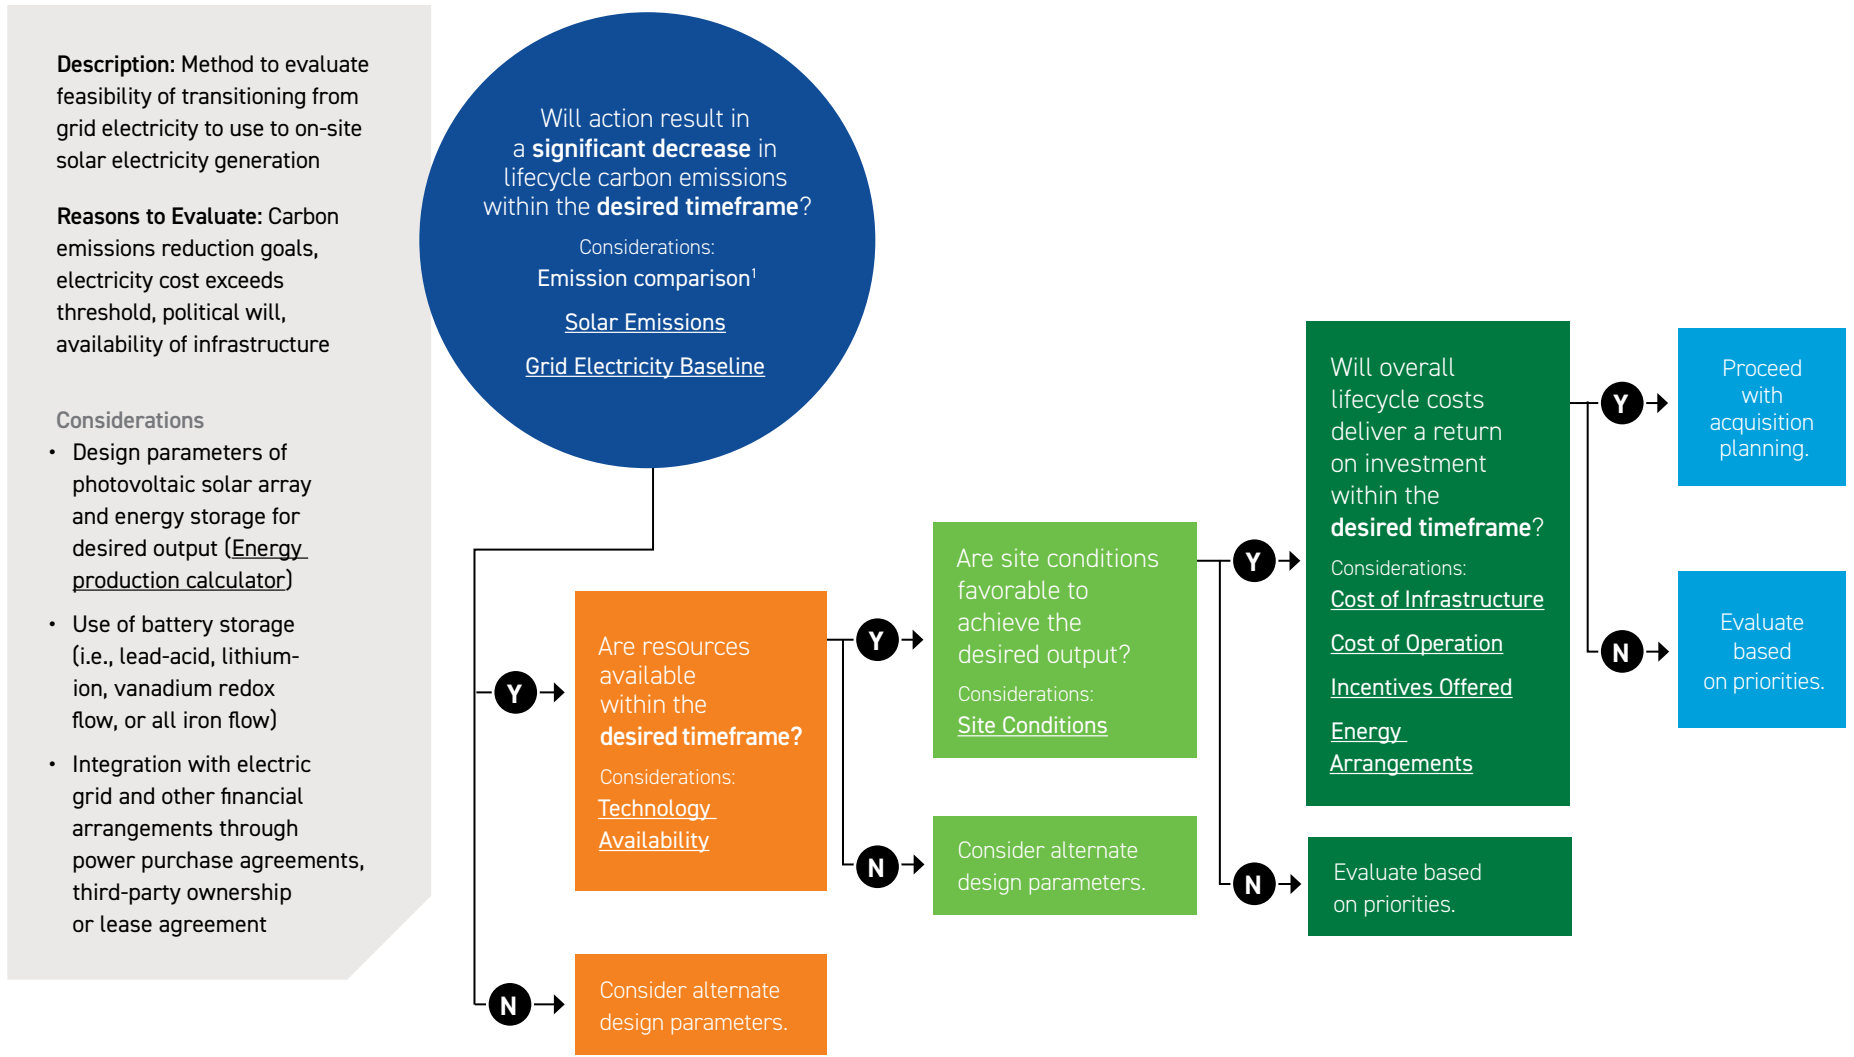 Description: Method to evaluate
feasibility of transitioning from
grid electricity to use to on-site
solar electricity generation
Reasons to Evaluate: Carbon
emissions reduction goals,
electricity cost exceeds
threshold, political will,
availability of infrastructure
Considerations
• Design parameters of
photovoltaic solar array
and energy storage for
desired output (Energy
production calculator)
• Use of battery storage
(i.e., lead-acid, lithium-
ion, vanadium redox
flow, or all iron flow)
• Integration with electric
grid and other financial
arrangements through
power purchase agreements,
third-party ownership
or lease agreement
Will action result in
a significant decrease in
lifecycle carbon emissions
within the desired timeframe?
Considerations:
Emission comparison¹
Solar Emissions
Grid Electricity Baseline
Y
N
Are resources
available
within the
desired timeframe?
Considerations:
Technology
Availability
Consider alternate
design parameters.
Y
N
Are site conditions
favorable to
achieve the
desired output?
Considerations:
Site Conditions
Consider alternate
design parameters.
Y
N
Will overall
lifecycle costs
deliver a return
on investment
within the
desired timeframe?
Considerations:
Cost of Infrastructure
Cost of Operation
Incentives Offered
Energy
Arrangements
Evaluate based
on priorities.
Y
N
Proceed
with
acquisition
planning.
Evaluate
based
on priorities.